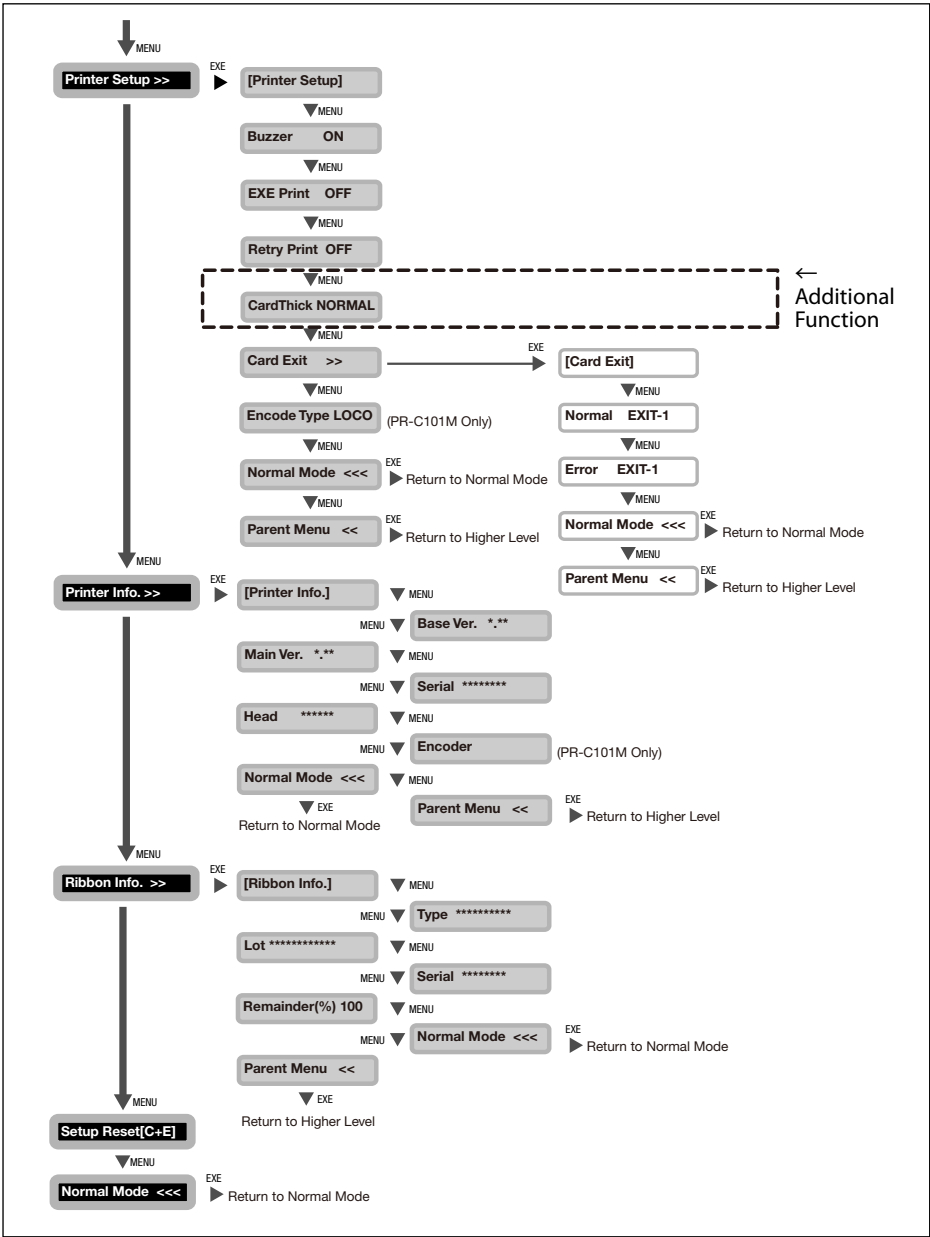 MENU
Printer Setup >>
EXE
[Printer Setup]
MENU
Buzzer ON
MENU
EXE Print OFF
MENU
Retry Print OFF
MENU
CardThick NORMAL
←
Additional
Function
MENU
Card Exit >>
EXE
[Card Exit]
MENU
MENU
Encode Type LOCO
(PR-C101M Only)
Normal EXIT-1
MENU
MENU
Normal Mode <<<
EXE
Return to Normal Mode
Error EXIT-1
MENU
MENU
Parent Menu <<
EXE
Return to Higher Level
Normal Mode <<<
EXE
Return to Normal Mode
MENU
Parent Menu <<
EXE
Return to Higher Level
MENU
Printer Info. >>
EXE
[Printer Info.]
MENU
MENU
Base Ver. *.**
Main Ver. *.**
MENU
MENU
Serial ********
Head ******
MENU
MENU
Encoder
(PR-C101M Only)
Normal Mode <<<
MENU
EXE
Return to Normal Mode
Parent Menu <<
EXE
Return to Higher Level
MENU
Ribbon Info. >>
EXE
[Ribbon Info.]
MENU
MENU
Type **********
Lot ************
MENU
MENU
Serial ********
Remainder(%) 100
MENU
MENU
Normal Mode <<<
EXE
Return to Normal Mode
Parent Menu <<
EXE
Return to Higher Level
MENU
Setup Reset[C+E]
MENU
Normal Mode <<<
EXE
Return to Normal Mode